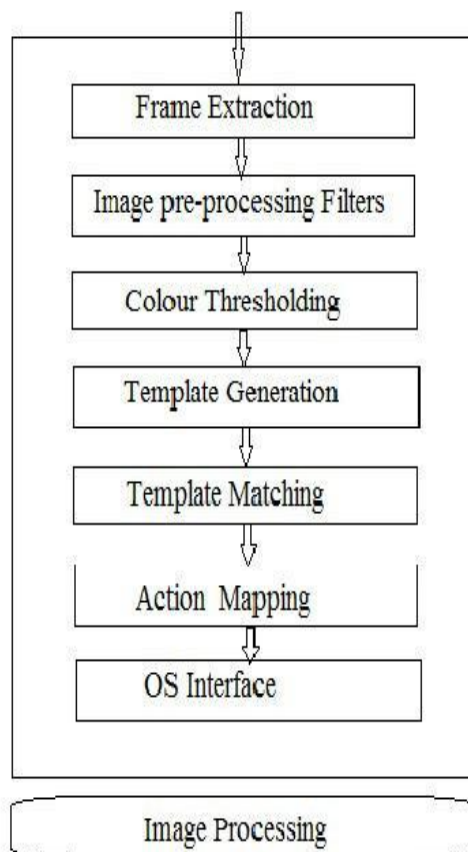 Frame Extraction
Image pre-processing Filters
Colour Thresholding
Template Generation
Template Matching
Action Mapping
OS Interface
Image Processing